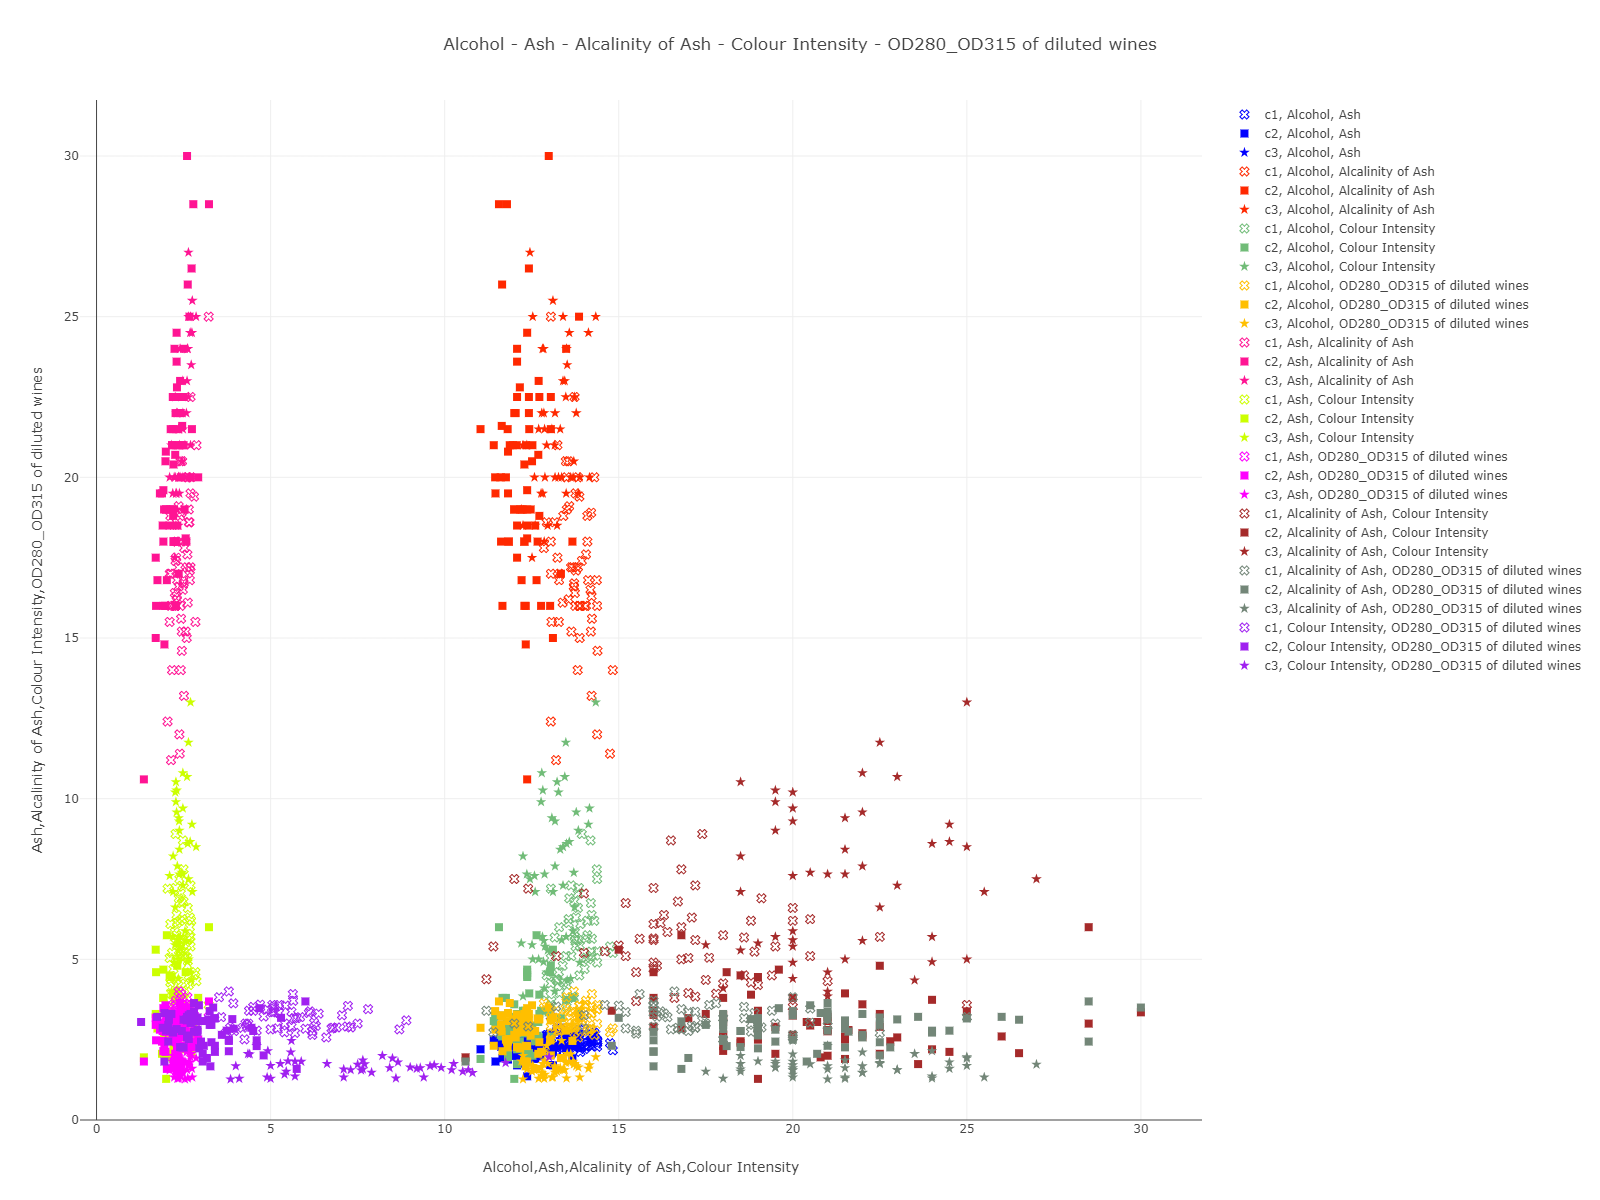 Alcohol - Ash - Alcalinity of Ash - Colour Intensity - OD280_OD315 of diluted wines
c1, Alcohol, Ash
c2, Alcohol, Ash
c3, Alcohol, Ash
c1, Alcohol, Alcalinity of Ash
c2, Alcohol, Alcalinity of Ash
c3, Alcohol, Alcalinity of Ash
c1, Alcohol, Colour Intensity
c2, Alcohol, Colour Intensity
c3, Alcohol, Colour Intensity
c1, Alcohol, OD280_OD315 of diluted wines
c2, Alcohol, OD280_OD315 of diluted wines
c3, Alcohol, OD280_OD315 of diluted wines
c1, Ash, Alcalinity of Ash
c2, Ash, Alcalinity of Ash
c3, Ash, Alcalinity of Ash
c1, Ash, Colour Intensity
c2, Ash, Colour Intensity
c3, Ash, Colour Intensity
c1, Ash, OD280_OD315 of diluted wines
c2, Ash, OD280_OD315 of diluted wines
c3, Ash, OD280_OD315 of diluted wines
c1, Alcalinity of Ash, Colour Intensity
c2, Alcalinity of Ash, Colour Intensity
c3, Alcalinity of Ash, Colour Intensity
c1, Alcalinity of Ash, OD280_OD315 of diluted wines
c2, Alcalinity of Ash, OD280_OD315 of diluted wines
c3, Alcalinity of Ash, OD280_OD315 of diluted wines
c1, Colour Intensity, OD280_OD315 of diluted wines
c2, Colour Intensity, OD280_OD315 of diluted wines
c3, Colour Intensity, OD280_OD315 of diluted wines
Ash,Alcalinity of Ash,Colour Intensity,OD280_OD315 of diluted wines
30
25
20
15
10
5
0
0 5 10 15 20 25 30
Alcohol,Ash,Alcalinity of Ash,Colour Intensity